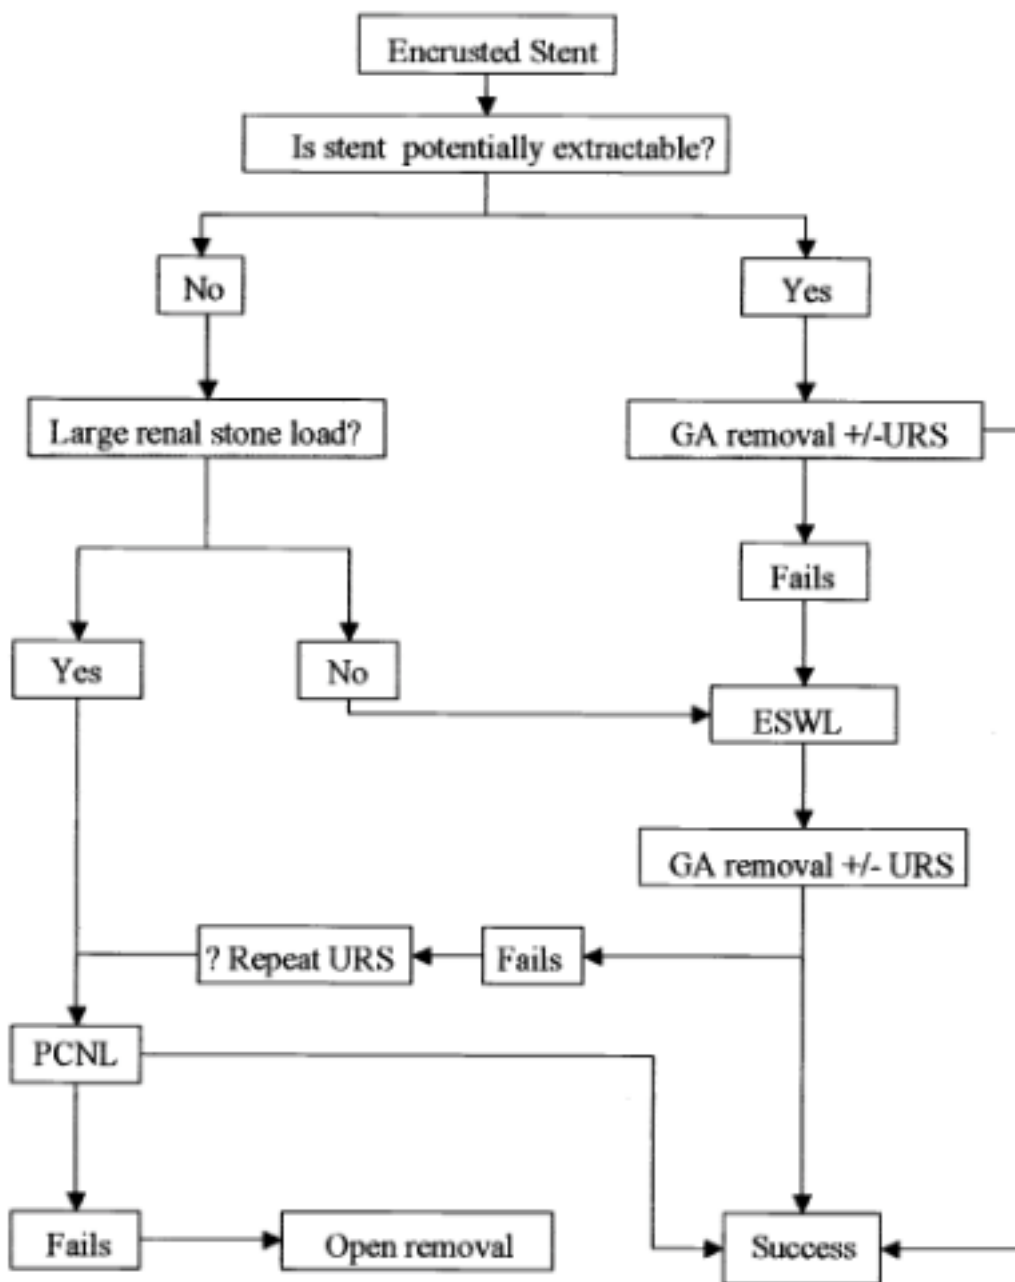 Encrusted Stent
Is stent potentially extractable?
No
Yes
Large renal stone load?
GA removal +/-URS
Fails
Yes
No
ESWL
GA removal +/- URS
? Repeat URS
Fails
PCNL
Fails
Open removal
Success